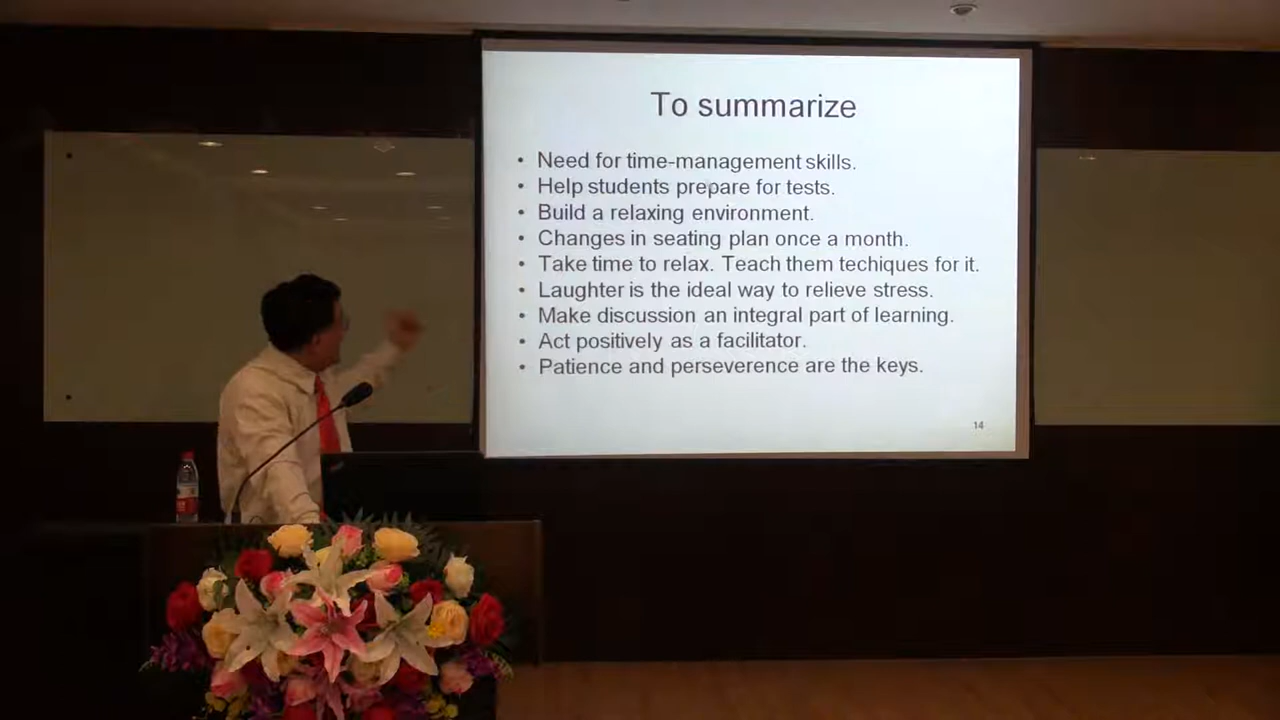 To summarize
• Need for time-management skills.
• Help students prepare for tests.
• Build a relaxing environment.
• Changes in seating plan once a month.
• Take time to relax. Teach them techiques for it.
• Laughter is the ideal way to relieve stress.
• Make discussion an integral part of learning.
• Act positively as a facilitator.
• Patience and perseverence are the keys.
14